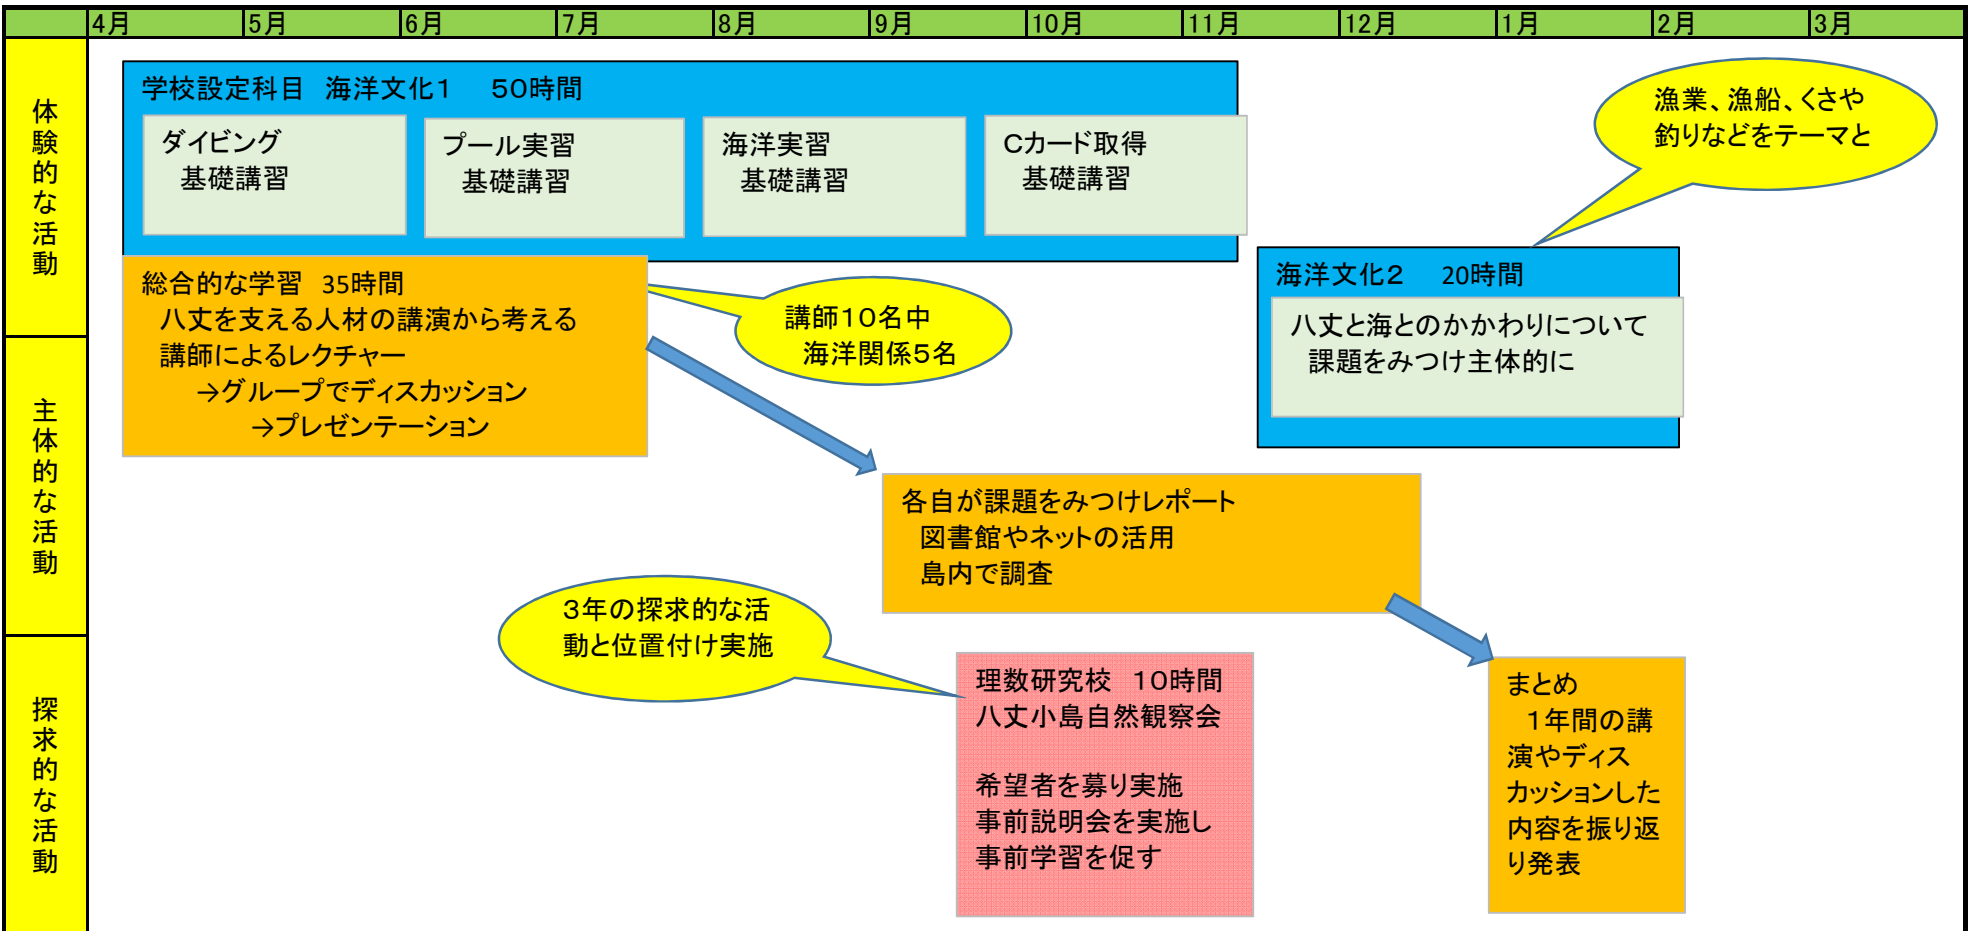 4月 5月 6月 7月 8月 9月 10月 11月 12月 1月 2月 3月
体験的な活動
学校設定科目　海洋文化１　５０時間
ダイビング
基礎講習
プール実習
基礎講習
海洋実習
基礎講習
Ｃカード取得
基礎講習
漁業、漁船、くさや
釣りなどをテーマと
総合的な学習　35時間
八丈を支える人材の講演から考える
講師によるレクチャー
→グループでディスカッション
→プレゼンテーション
講師１０名中
海洋関係５名
海洋文化２　20時間
八丈と海とのかかわりについて
課題をみつけ主体的に
主体的な活動
各自が課題をみつけレポート
図書館やネットの活用
島内で調査
３年の探求的な活
動と位置付け実施
探求的な活動
理数研究校　１０時間
八丈小島自然観察会
希望者を募り実施
事前説明会を実施し
事前学習を促す
まとめ
１年間の講
演やディス
カッションした
内容を振り返
り発表